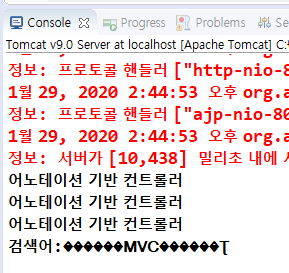 Console
Progress
Problems
Tomcat v9.0 Server at localhost [Apache Tomcat] C:\
정보: 프로토콜 핸들러 ["http-nio-80
1월 29, 2020 2:44:53 오후 org.a
정보: 프로토콜 핸들러 ["ajp-nio-80
1월 29, 2020 2:44:53 오후 org.a
정보: 서버가 [10,438] 밀리초 내에
어노테이션 기반 컨트롤러
어노테이션 기반 컨트롤러
어노테이션 기반 컨트롤러
검색어:������MVC������Ʈ